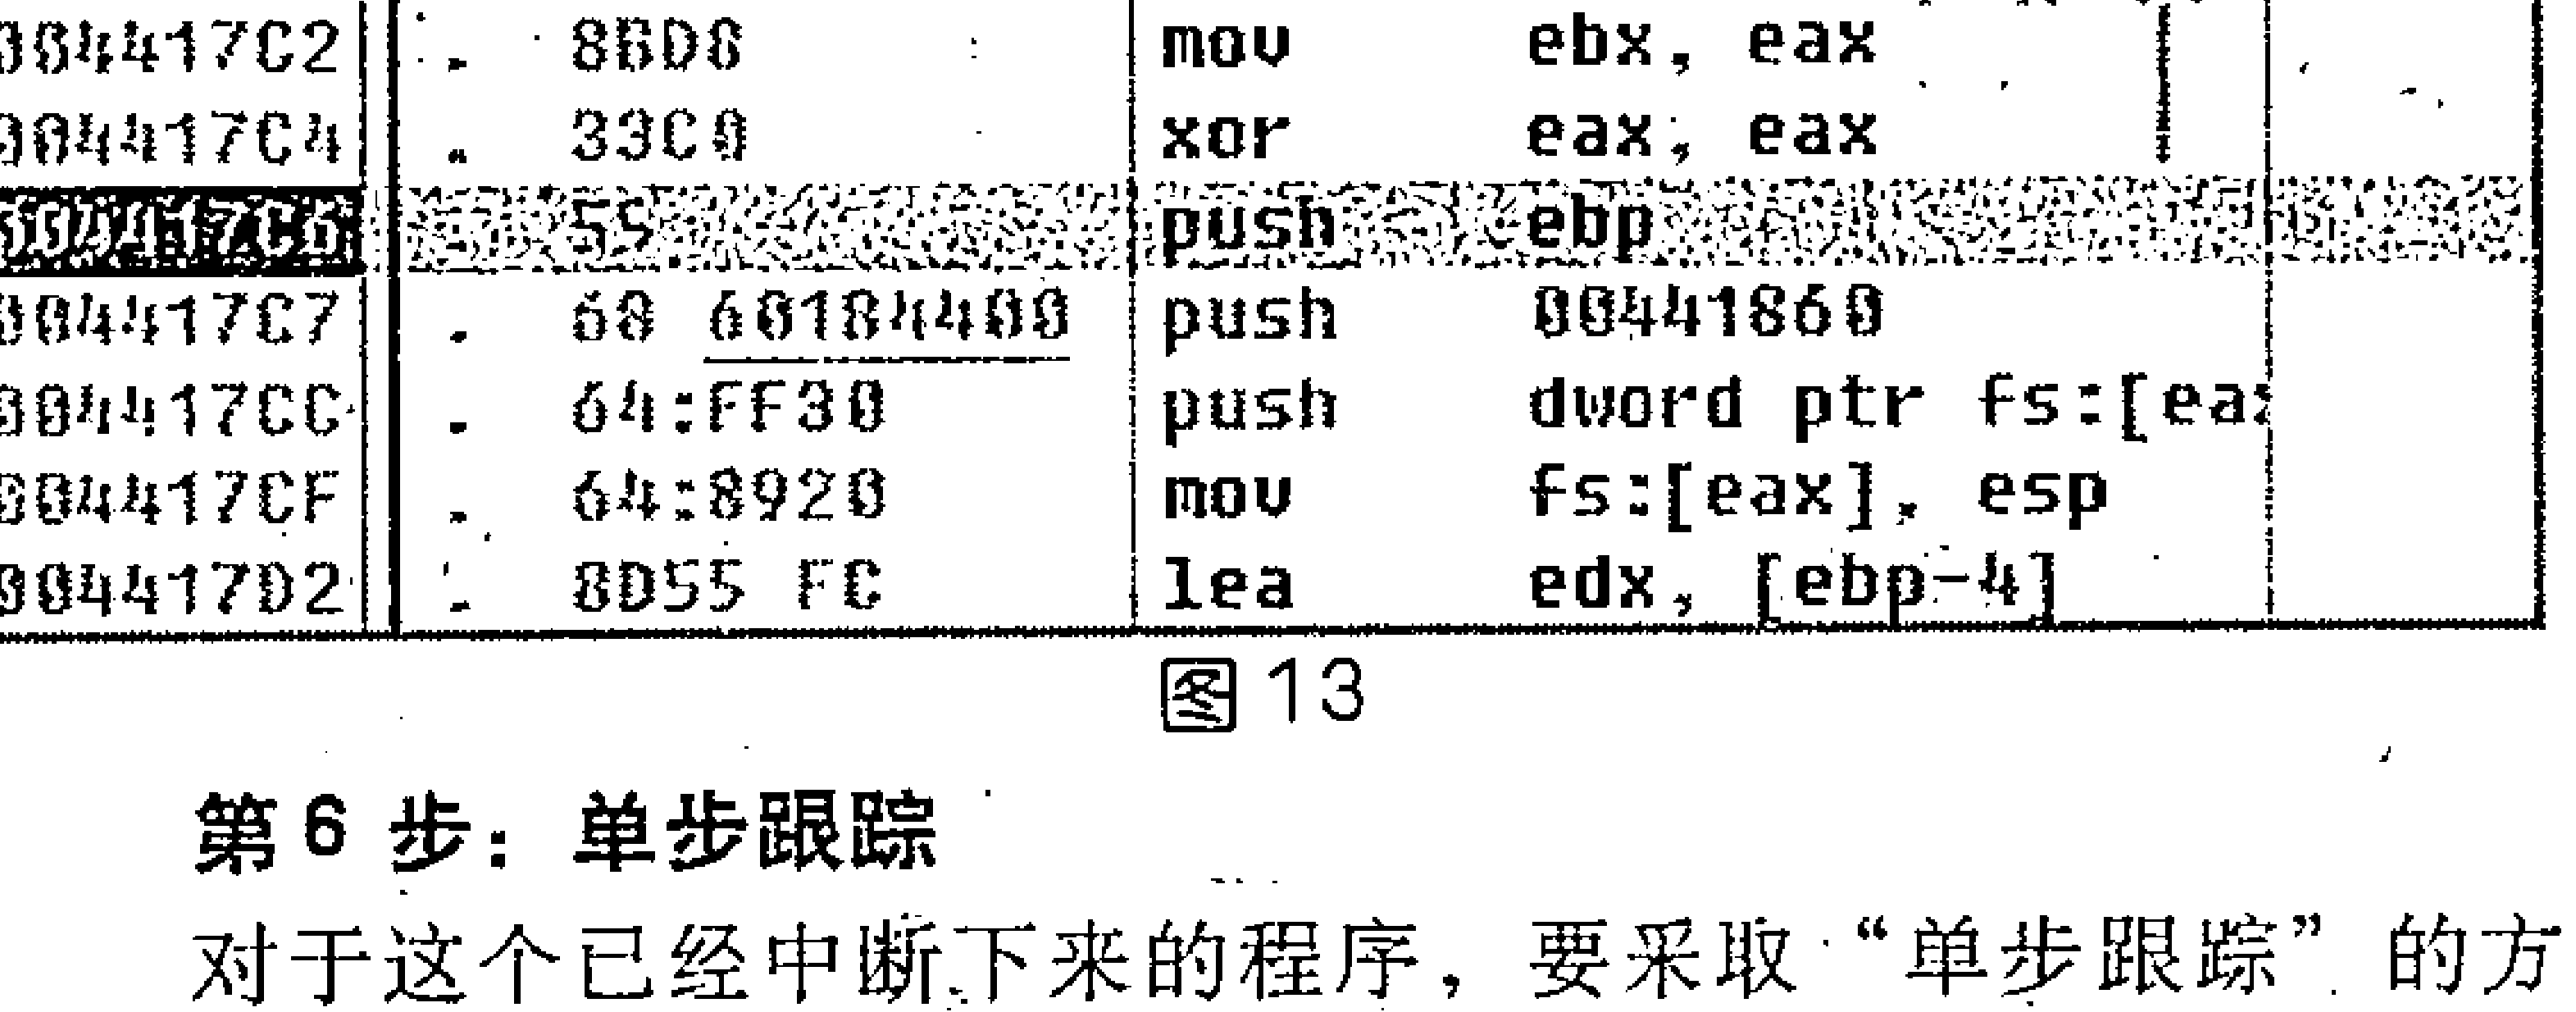 004417C2 . 8BD8 mov ebx, eax
004417C4 . 33C0 xor eax, eax
004417C6 . 55 push ebp
004417C7 . 68 60184400 push 00441860
004417CC . 64:FF30 push dword ptr fs:[eax
004417CF . 64:8920 mov fs:[eax], esp
004417D2 . 8D55 FC lea edx, [ebp-4]
图13
第6步：单步跟踪
对于这个已经中断下来的程序，要采取“单步跟踪”的方